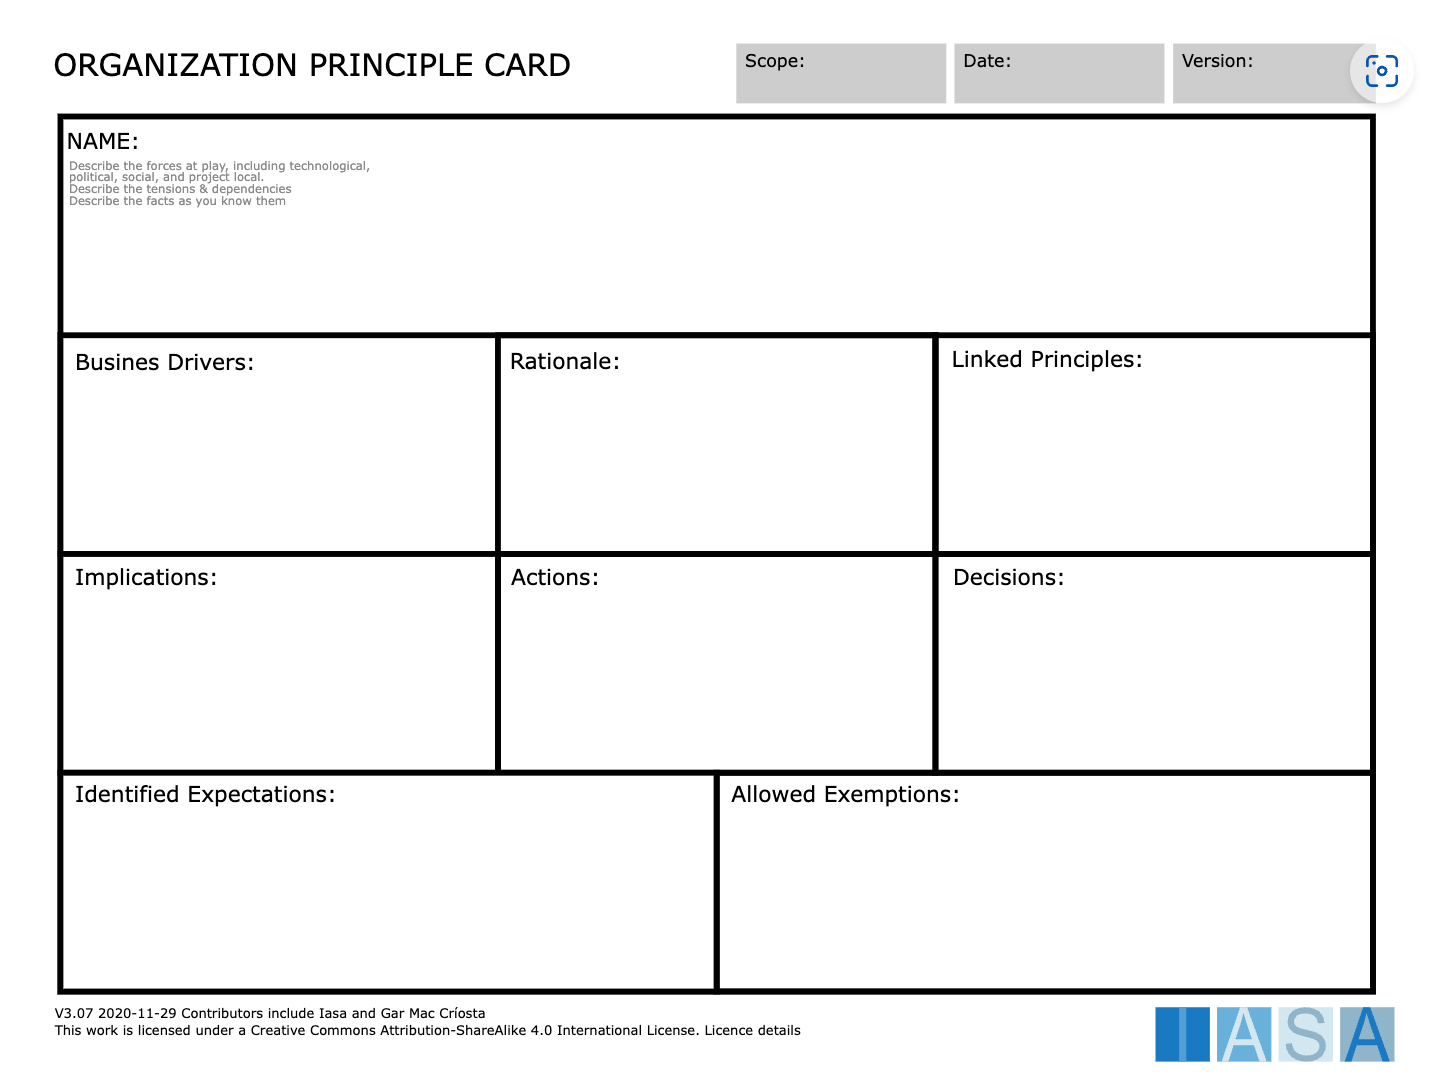 ORGANIZATION PRINCIPLE CARD
Scope:
Date:
Version:
NAME:
Describe the forces at play, including technological,
political, social, and project local.
Describe the tensions & dependencies
Describe the facts as you know them
Busines Drivers:
Rationale:
Linked Principles:
Implications:
Actions:
Decisions:
Identified Expectations:
Allowed Exemptions:
V3.07 2020-11-29 Contributors include Iasa and Gar Mac Críosta
This work is licensed under a Creative Commons Attribution-ShareAlike 4.0 International License. Licence details
IASA